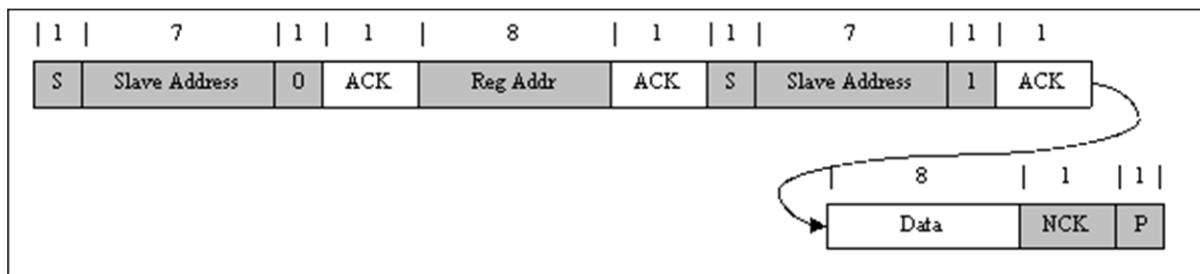 | 1 | 7 | 1 | 1 | 8 | 1 | 1 | 7 | 1 | 1
S Slave Address 0 ACK Reg Addr ACK S Slave Address 1 ACK
| 8 | 1 | 1 |
Data NCK P